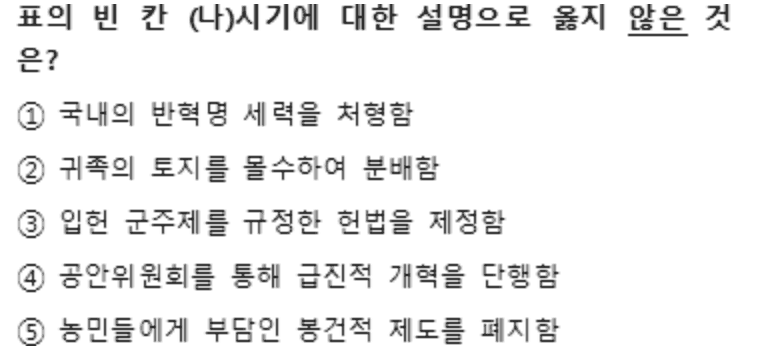 표의 빈 칸 (나)시기에 대한 설명으로 옳지 않은 것
은?
① 국내의 반혁명 세력을 처형함
② 귀족의 토지를 몰수하여 분배함
③ 입헌 군주제를 규정한 헌법을 제정함
④ 공안위원회를 통해 급진적 개혁을 단행함
⑤ 농민들에게 부담인 봉건적 제도를 폐지함